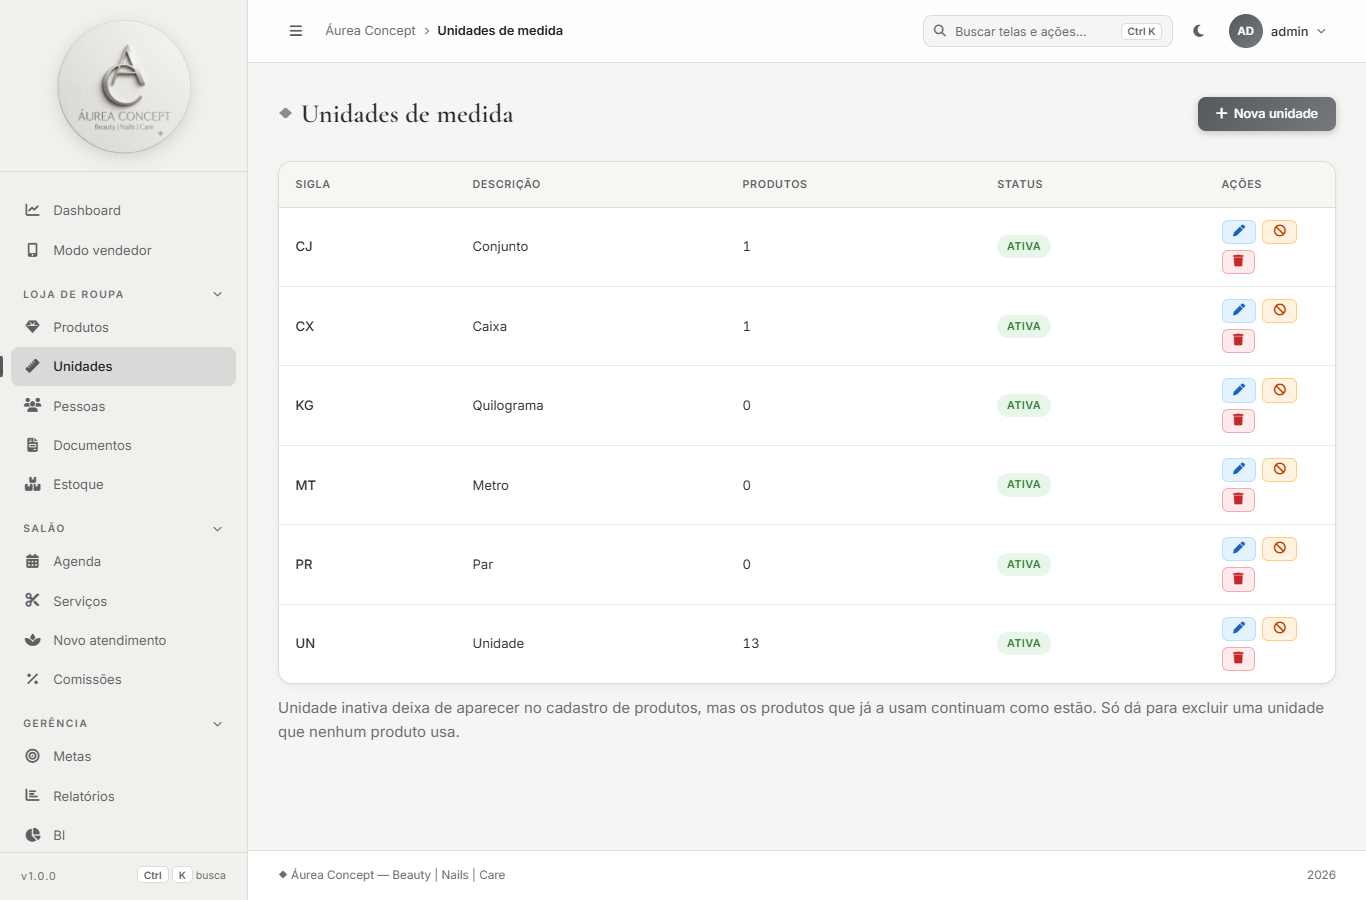 ÁUREA CONCEPT
Beauty | Nails | Care
Dashboard
Modo vendedor
LOJA DE ROUPA
Produtos
Unidades
Pessoas
Documentos
Estoque
SALÃO
Agenda
Serviços
Novo atendimento
Comissões
GERÊNCIA
Metas
Relatórios
BI
v1.0.0
Ctrl K busca
Áurea Concept > Unidades de medida
Buscar telas e ações... Ctrl K
AD admin
Unidades de medida
+ Nova unidade
SIGLA DESCRIÇÃO PRODUTOS STATUS AÇÕES
CJ Conjunto 1 ATIVA
CX Caixa 1 ATIVA
KG Quilograma 0 ATIVA
MT Metro 0 ATIVA
PR Par 0 ATIVA
UN Unidade 13 ATIVA
Unidade inativa deixa de aparecer no cadastro de produtos, mas os produtos que já a usam continuam como estão. Só dá para excluir uma unidade
que nenhum produto usa.
◆ Áurea Concept — Beauty | Nails | Care
2026